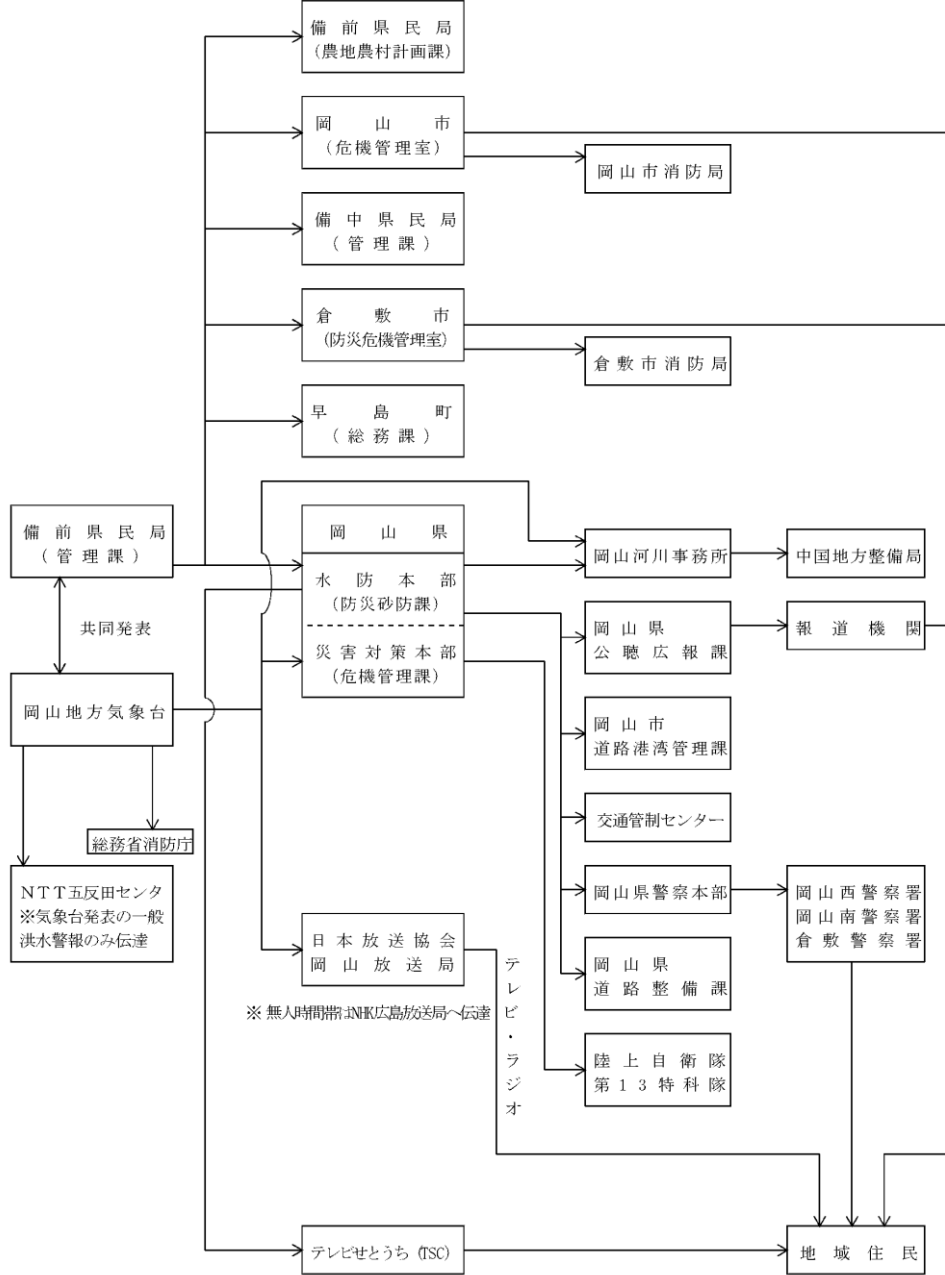 備前県民局
(農地農村計画課)
岡山市
(危機管理室)
岡山市消防局
備中県民局
(管理課)
倉敷市
(防災危機管理室)
倉敷市消防局
早島町
(総務課)
備前県民局
(管理課)
岡山県
水防本部
(防災砂防課)
災害対策本部
(危機管理課)
岡山河川事務所
中国地方整備局
共同発表
岡山県
公聴広報課
報道機関
岡山地方気象台
岡山市
道路港湾管理課
総務省消防庁
交通管制センター
NTT五反田センタ
※気象台発表の一般
洪水警報のみ伝達
岡山県警察本部
岡山西警察署
岡山南警察署
倉敷警察署
日本放送協会
岡山放送局
※無人時間帯はNHK広島放送局へ伝達
テレビ・ラジオ
岡山県
道路整備課
陸上自衛隊
第13特科隊
テレビせとうち(TSC)
地域住民